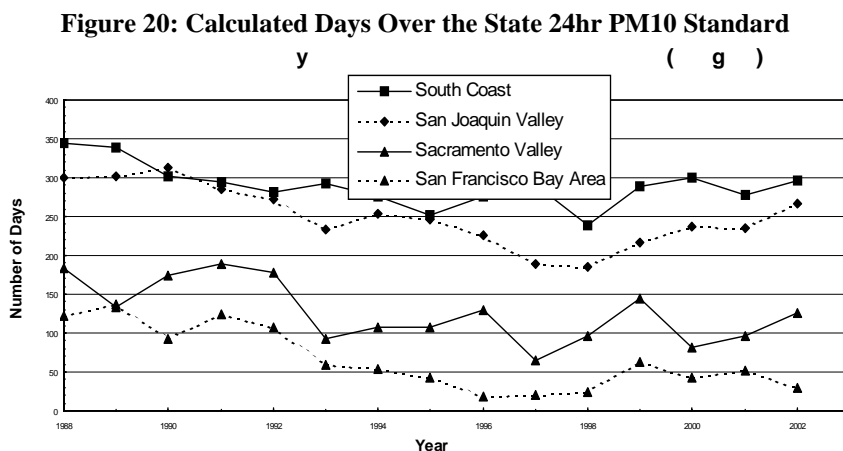 Figure 20: Calculated Days Over the State 24hr PM10 Standard
y ( g )
South Coast
San Joaquin Valley
Sacramento Valley
San Francisco Bay Area
400
350
300
250
200
150
100
50
0
Number of Days
1988 1990 1992 1994 1996 1998 2000 2002
Year